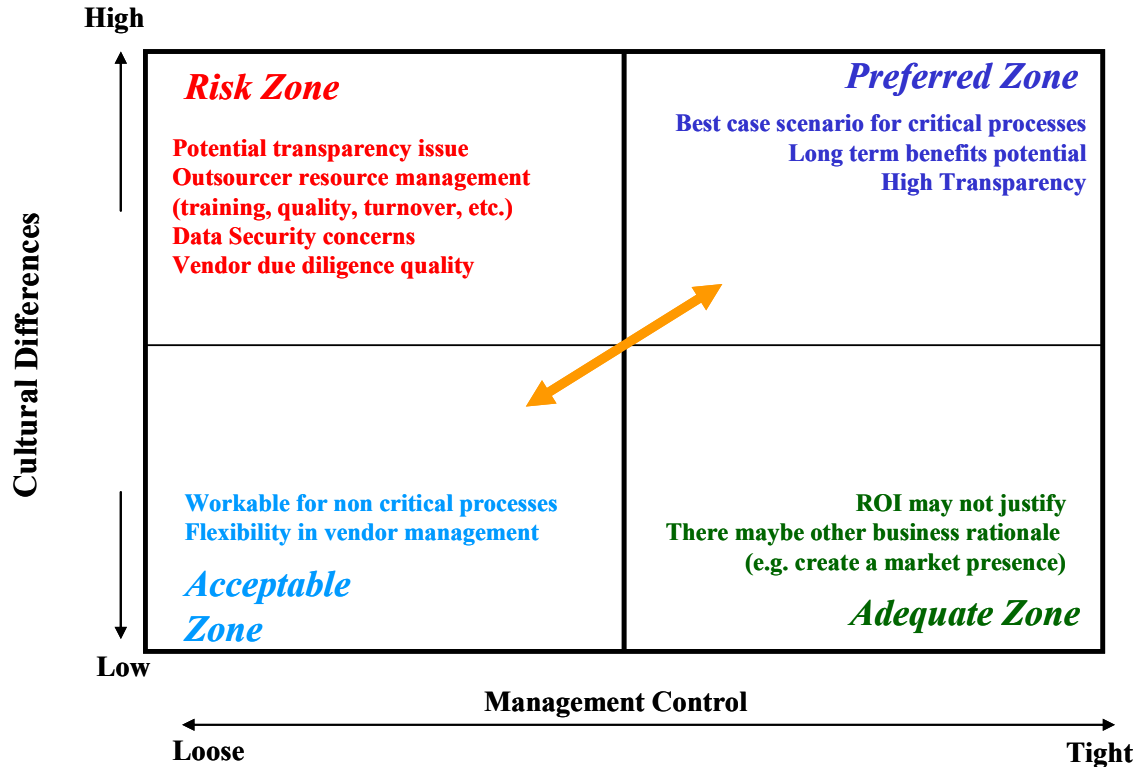 High
Risk Zone
Potential transparency issue
Outsourcer resource management
(training, quality, turnover, etc.)
Data Security concerns
Vendor due diligence quality
Preferred Zone
Best case scenario for critical processes
Long term benefits potential
High Transparency
Cultural Differences
Workable for non critical processes
Flexibility in vendor management
Acceptable
Zone
ROI may not justify
There maybe other business rationale
(e.g. create a market presence)
Adequate Zone
Low
Management Control
Loose
Tight